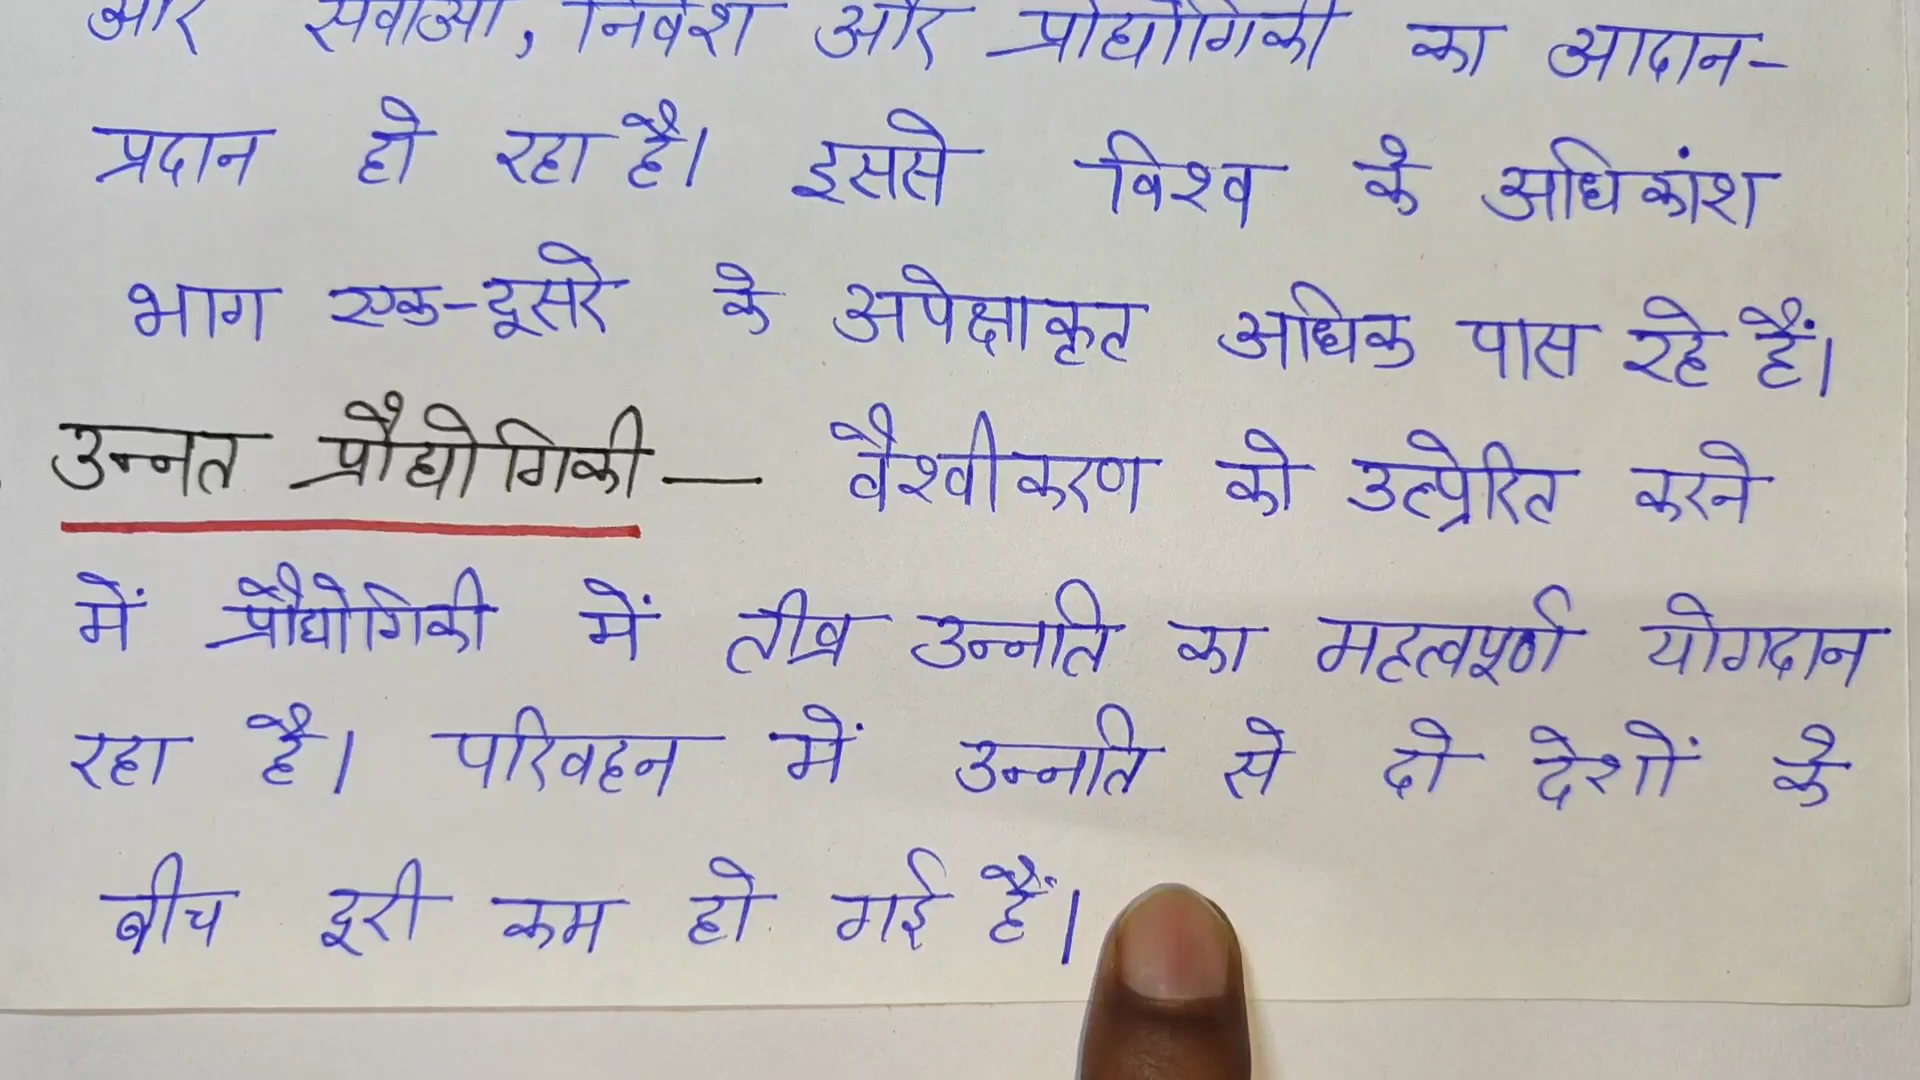 और सेवाओं, निवेश और प्रौद्योगिकी का आदान-
प्रदान हो रहा है। इससे विश्व के अधिकांश
भाग एक-दूसरे के अपेक्षाकृत अधिक पास रहे हैं।
उन्नत प्रौद्योगिकी — वैश्वीकरण को उत्प्रेरित करने
में प्रौद्योगिकी में तीव्र उन्नति का महत्वपूर्ण योगदान
रहा है। परिवहन में उन्नति से दो देशों के
बीच दूरी कम हो गई हैं।